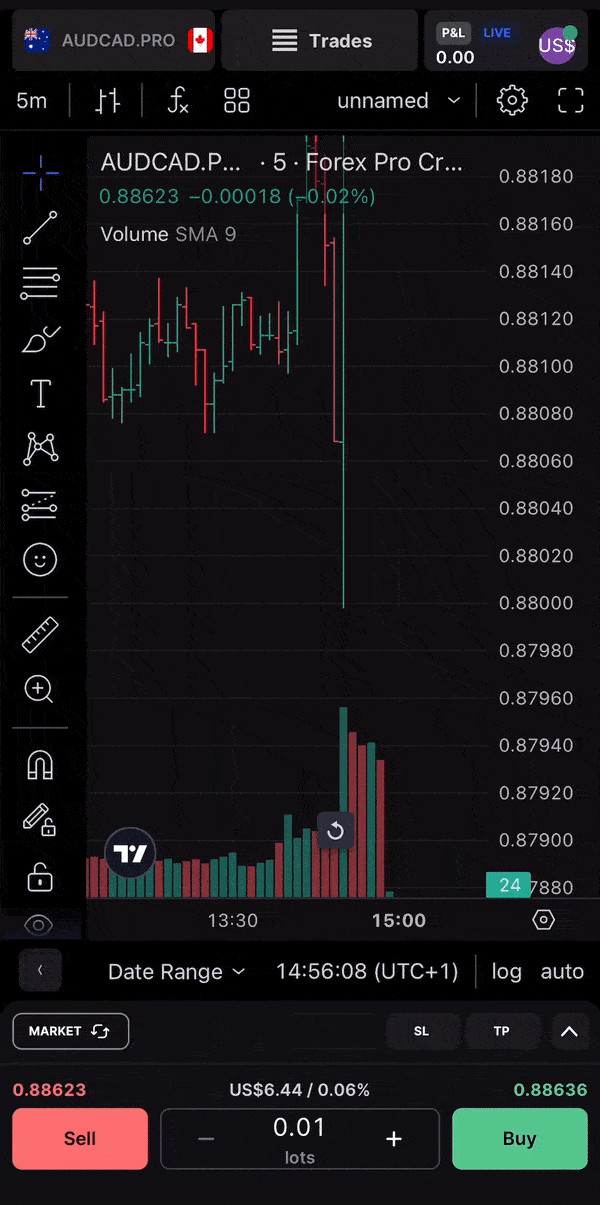 AUDCAD.PRO
Trades
P&L LIVE
0.00
US$
5m
unnamed
AUDCAD.P... · 5 · Forex Pro Cr...
0.88623 −0.00018 (−0.02%)
Volume SMA 9
0.88180
0.88160
0.88140
0.88120
0.88100
0.88080
0.88060
0.88040
0.88020
0.88000
0.87980
0.87960
0.87940
0.87920
0.87900
24
7880
13:30
15:00
Date Range
14:56:08 (UTC+1)
log
auto
MARKET
SL
TP
0.88623
US$6.44 / 0.06%
0.88636
Sell
0.01
lots
Buy